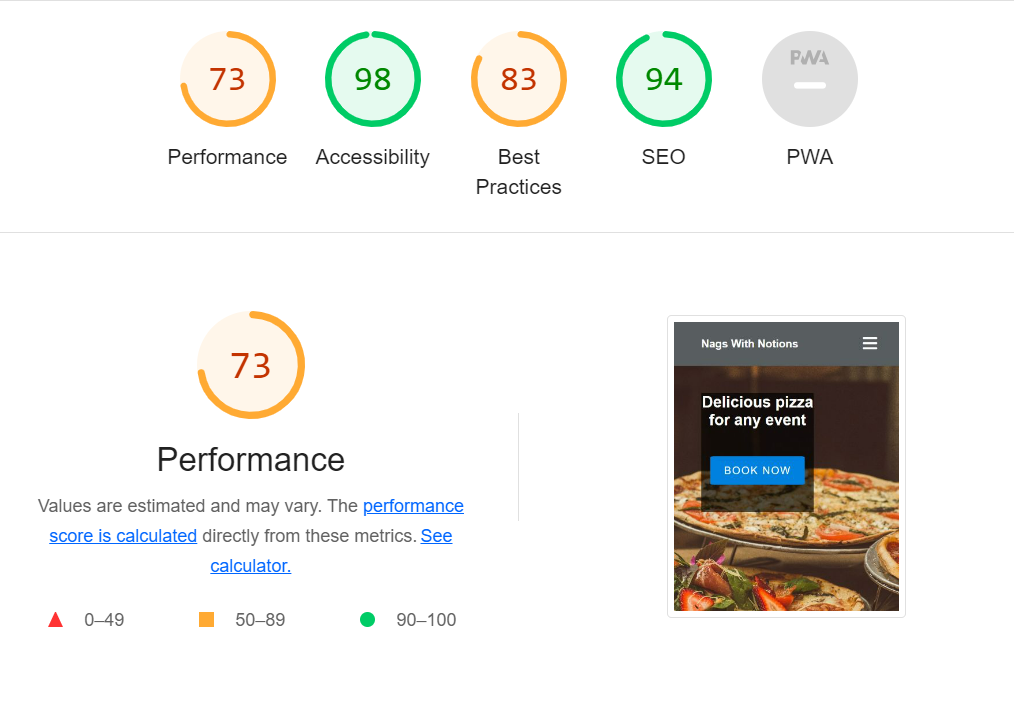 73
98
83
94
PWA
Performance
Accessibility
Best
Practices
SEO
PWA
73
Performance
Values are estimated and may vary. The performance
score is calculated directly from these metrics. See
calculator.
0–49
50–89
90–100
Nags With Notions
Delicious pizza
for any event
BOOK NOW